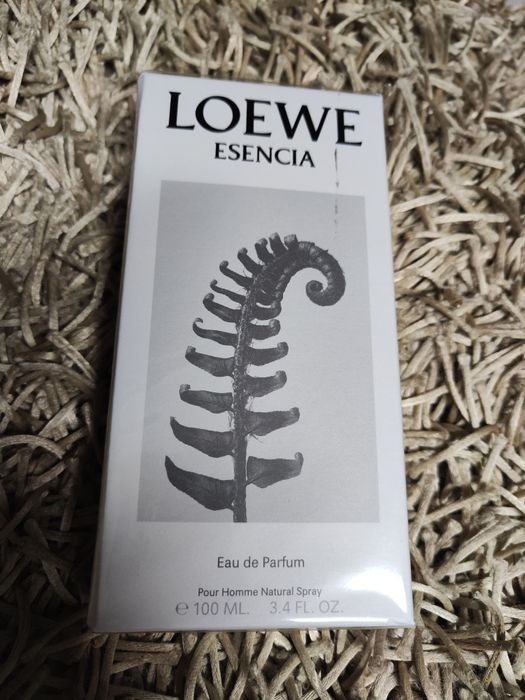 LOEWE
ESENCIA
Eau de Parfum
Pour Homme Natural Spray
℮ 100 ML. 3.4 FL. OZ.